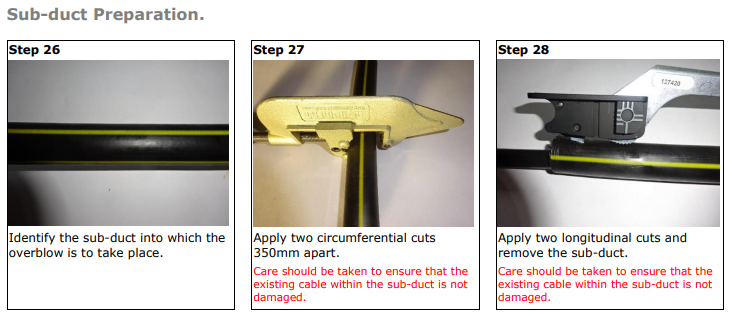 Sub-duct Preparation.
Step 26
Identify the sub-duct into which the
overblow is to take place.
Step 27
Apply two circumferential cuts
350mm apart.
Care should be taken to ensure that the
existing cable within the sub-duct is not
damaged.
Step 28
127420
Apply two longitudinal cuts and
remove the sub-duct.
Care should be taken to ensure that the
existing cable within the sub-duct is not
damaged.